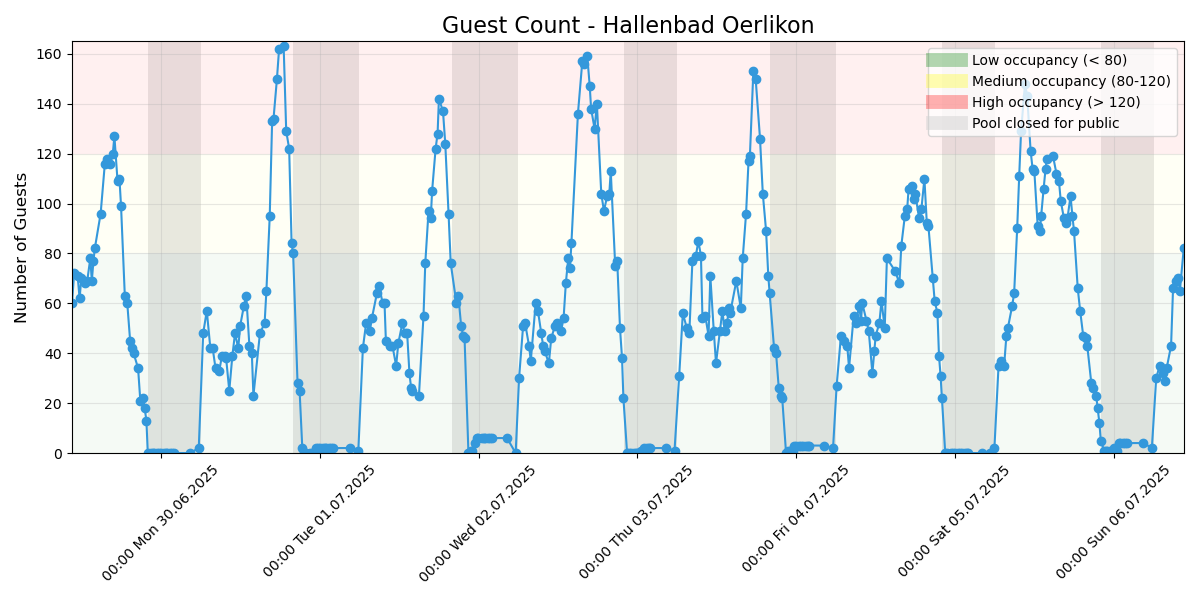 Guest Count - Hallenbad Oerlikon
Number of Guests
160
140
120
100
80
60
40
20
0
Low occupancy (< 80)
Medium occupancy (80-120)
High occupancy (> 120)
Pool closed for public
00:00 Mon 30.06.2025
00:00 Tue 01.07.2025
00:00 Wed 02.07.2025
00:00 Thu 03.07.2025
00:00 Fri 04.07.2025
00:00 Sat 05.07.2025
00:00 Sun 06.07.2025